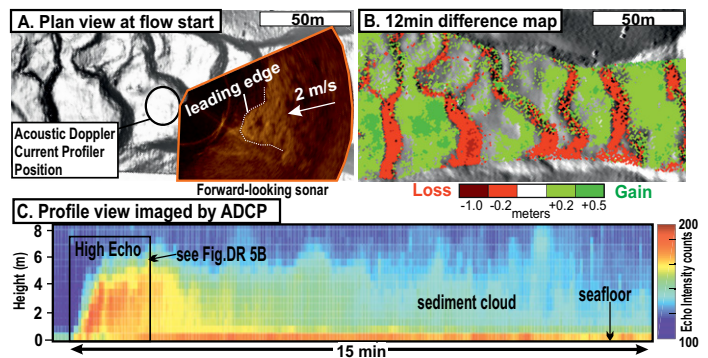 A. Plan view at flow start
50m
leading edge
2 m/s
Acoustic Doppler
Current Profiler
Position
Forward-looking sonar
B. 12min difference map
50m
Loss
Gain
-1.0 -0.2 +0.2 +0.5
meters
C. Profile view imaged by ADCP
Height (m)
8
6
4
2
0
High Echo
see Fig.DR 5B
sediment cloud
seafloor
15 min
200
Echo Intensity counts
100